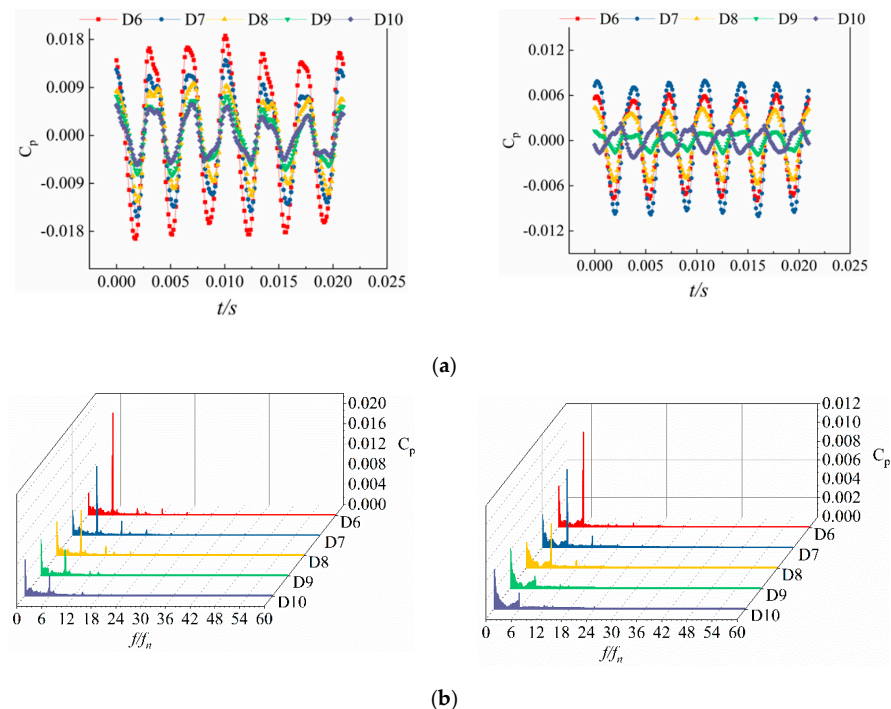 D6 D7 D8 D9 D10
0.018
0.009
0.000
-0.009
-0.018
Cp
0.000 0.005 0.010 0.015 0.020 0.025
t/s
D6 D7 D8 D9 D10
0.012
0.006
0.000
-0.006
-0.012
Cp
0.000 0.005 0.010 0.015 0.020 0.025
t/s
(a)
0.020
0.016
0.012
0.008
0.004
0.000
Cp
D6
D7
D8
D9
D10
0 6 12 18 24 30 36 42 48 54 60
f/fn
0.012
0.010
0.008
0.006
0.004
0.002
0.000
Cp
D6
D7
D8
D9
D10
0 6 12 18 24 30 36 42 48 54 60
f/fn
(b)